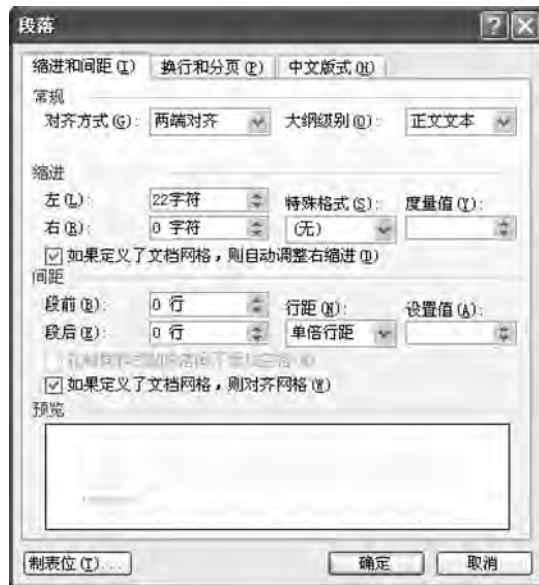 段落
缩进和间距(I) 换行和分页(P) 中文版式(H)
常规
对齐方式(G): 两端对齐 大纲级别(O): 正文文本
缩进
左(L): 22字符 特殊格式(S): 度量值(Y):
右(R): 0 字符 (无)
如果定义了文档网格，则自动调整右缩进(D)
间距
段前(B): 0 行 行距(N): 设置值(A):
段后(E): 0 行 单倍行距
如果定义了文档网格，则对齐网格(W)
预览
制表位(T)... 确定 取消